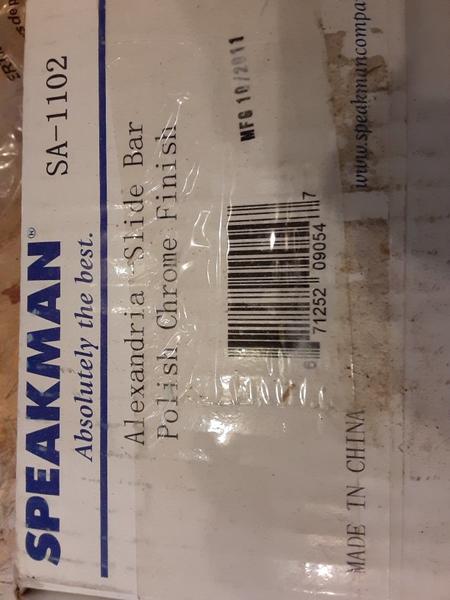 SPEAKMAN®
SA-1102
Absolutely the best.
Alexandria Slide Bar
Polish Chrome Finish
MFG 10/2011
6 71252 09054 7
MADE IN CHINA
www.speakmancompa